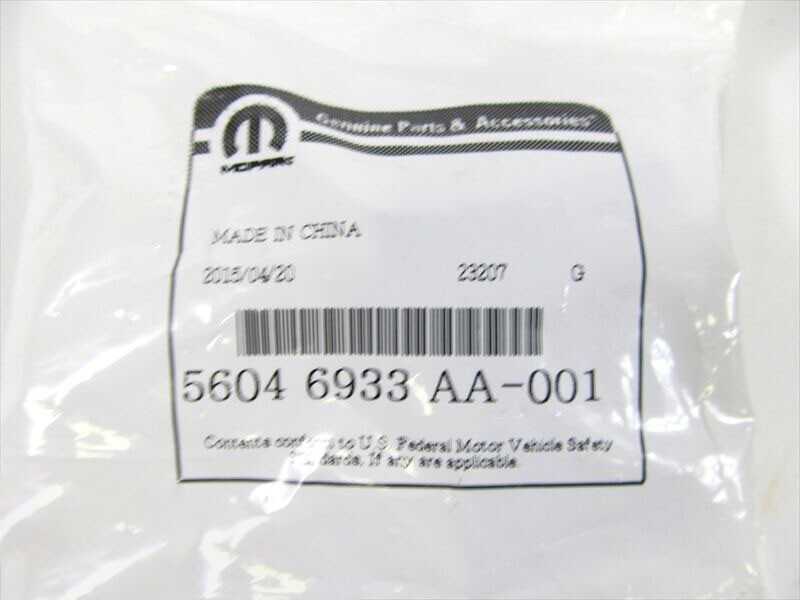 Genuine Parts & Accessories
MOPAR
MADE IN CHINA
2015/04/20 23207 G
5604 6933 AA-001
Contents conform to U.S. Federal Motor Vehicle Safety
Standards, If any are applicable.